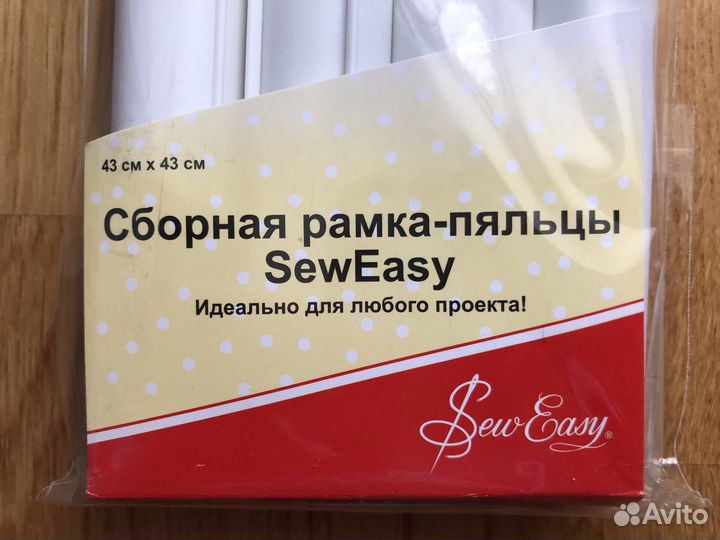 43 см х 43 см
Сборная рамка-пяльцы
SewEasy
Идеально для любого проекта!
Sew Easy®
Avito